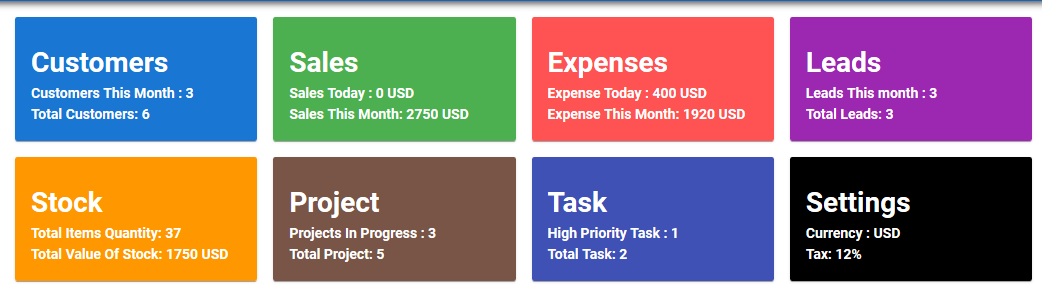 Customers
Customers This Month : 3
Total Customers: 6
Sales
Sales Today : 0 USD
Sales This Month: 2750 USD
Expenses
Expense Today : 400 USD
Expense This Month: 1920 USD
Leads
Leads This month : 3
Total Leads: 3
Stock
Total Items Quantity: 37
Total Value Of Stock: 1750 USD
Project
Projects In Progress : 3
Total Project: 5
Task
High Priority Task : 1
Total Task: 2
Settings
Currency : USD
Tax: 12%